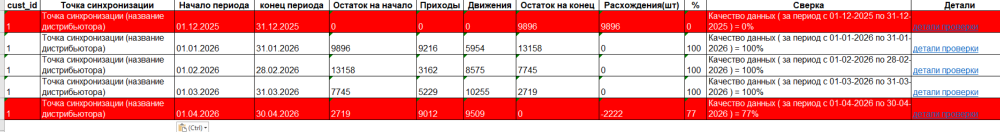 cust_id Точка синхронизации Начало периода конец периода Остаток на начало Приходы Движения Остаток на конец Расхождения(шт) % Сверка Детали
Точка синхронизации (название Качество данных ( за период с 01-12-2025 по 31-12-
1 дистрибьютора) 01.12.2025 31.12.2025 0 0 0 9896 9896 0 2025 ) = 0% детали проверки
Точка синхронизации (название Качество данных ( за период с 01-01-2026 по 31-01-
1 дистрибьютора) 01.01.2026 31.01.2026 9896 9216 5954 13158 0 100 2026 ) = 100% детали проверки
Точка синхронизации (название Качество данных ( за период с 01-02-2026 по 28-02-
1 дистрибьютора) 01.02.2026 28.02.2026 13158 3162 8575 7745 0 100 2026 ) = 100% детали проверки
Точка синхронизации (название Качество данных ( за период с 01-03-2026 по 31-03-
1 дистрибьютора) 01.03.2026 31.03.2026 7745 5229 10255 2719 0 100 2026 ) = 100% детали проверки
Точка синхронизации (название Качество данных ( за период с 01-04-2026 по 30-04-
1 дистрибьютора) 01.04.2026 30.04.2026 2719 9012 9509 0 -2222 77 2026 ) = 77% детали проверки
(Ctrl)